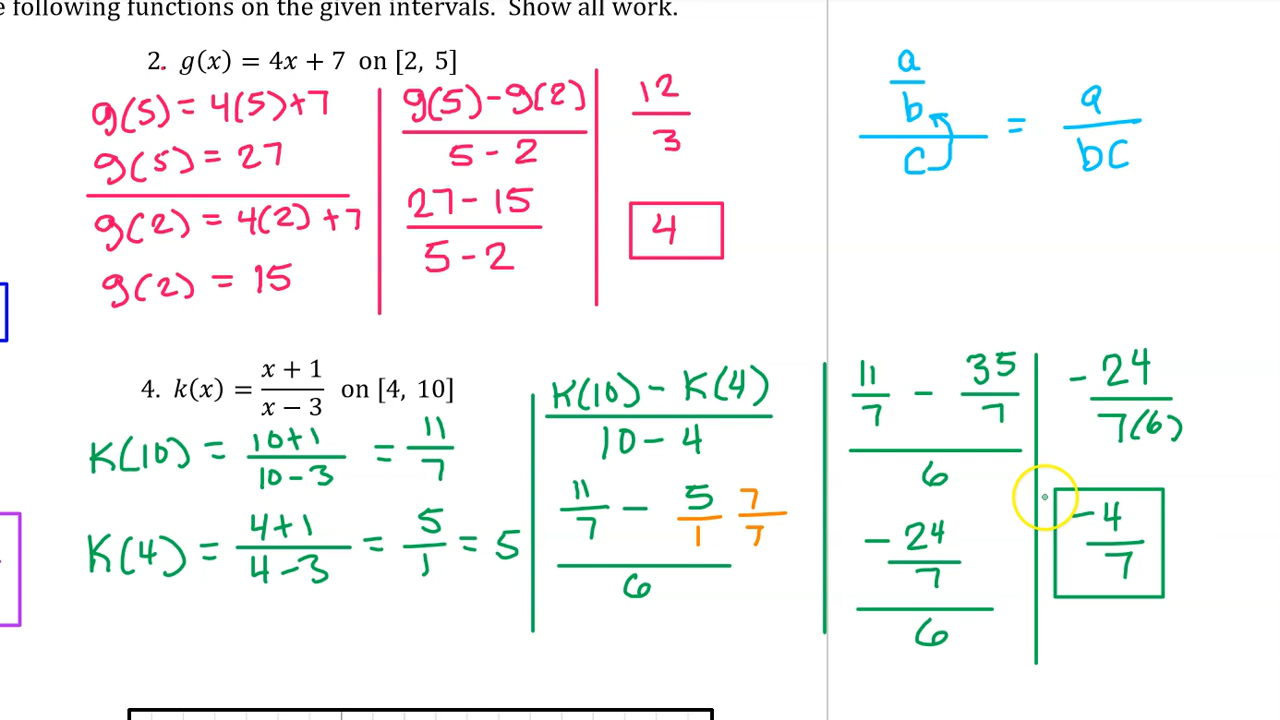 following functions on the given intervals. Show all work.
2. g(x) = 4x + 7 on [2, 5]
g(5) = 4(5)+7
g(5) = 27
g(2) = 4(2)+7
g(2) = 15
g(5) - g(2)
5 - 2
27 - 15
5 - 2
12
3
4
a
b
c
=
a
bc
4. k(x) = x + 1 / x − 3 on [4, 10]
K(10) = 10+1 / 10-3 = 11 / 7
K(4) = 4+1 / 4-3 = 5 / 1 = 5
K(10) - K(4)
10 - 4
11 / 7 - 5 / 1 7 / 7
6
11 / 7 - 35 / 7
6
-24
7
6
-24
7(6)
-4
7